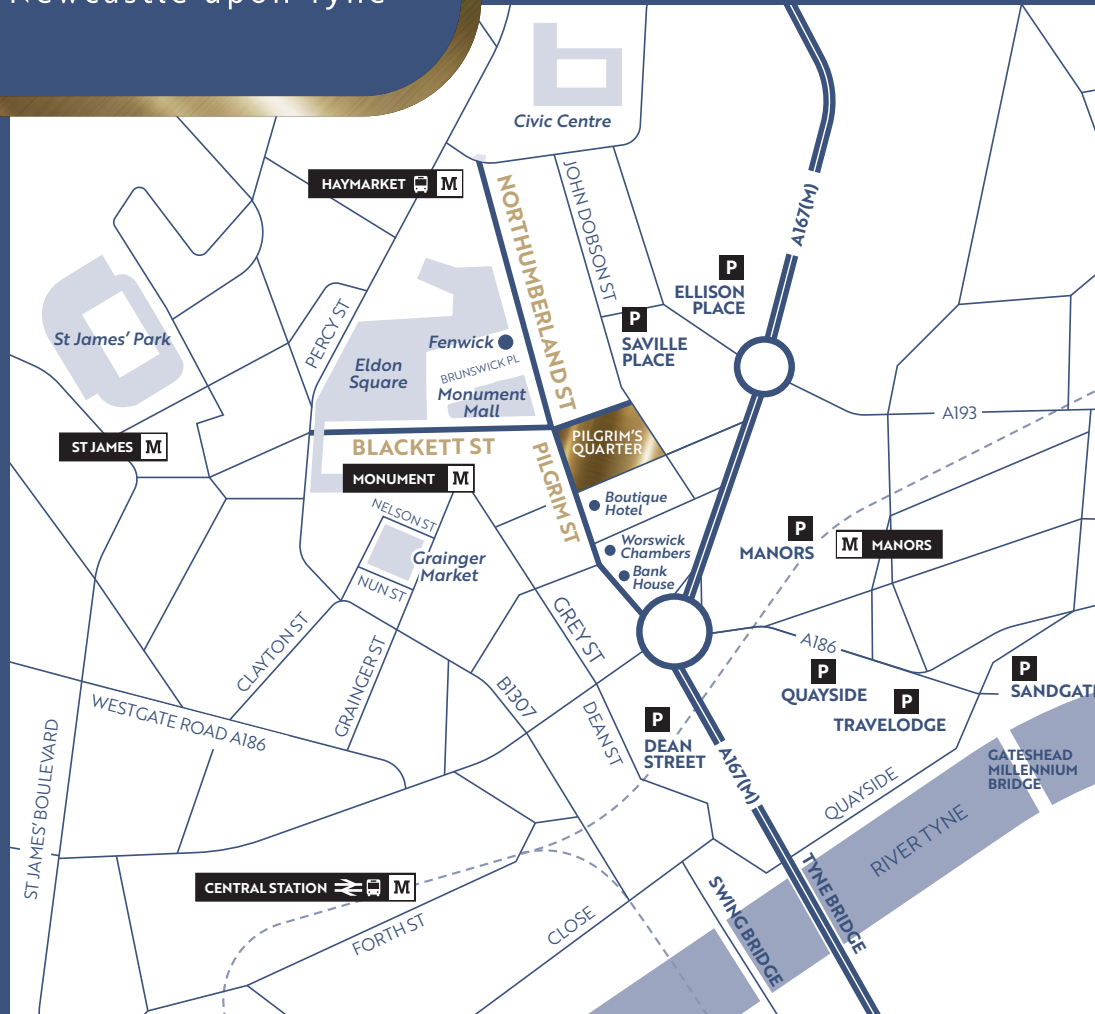 Newcastle upon Tyne
Civic Centre
HAYMARKET M
NORTHUMBERLAND ST
JOHN DOBSON ST
A167(M)
P
ELLISON
PLACE
P
SAVILLE
PLACE
St James' Park
PERCY ST
Fenwick
Eldon
Square
BRUNSWICK PL
Monument
Mall
A193
ST JAMES M
BLACKETT ST
PILGRIM'S
QUARTER
PILGRIM ST
MONUMENT M
NELSON ST
Grainger
Market
NUN ST
Boutique
Hotel
Worswick
Chambers
Bank
House
P
MANORS
M MANORS
CLAYTON ST
GRAINGER ST
GREY ST
A186
P
QUAYSIDE
P
TRAVELODGE
P
SANDGATE
B1307
DEAN ST
P
DEAN
STREET
WESTGATE ROAD A186
ST JAMES' BOULEVARD
A167(M)
GATESHEAD
MILLENNIUM
BRIDGE
QUAYSIDE
RIVER TYNE
TYNE BRIDGE
SWING BRIDGE
CENTRAL STATION M
FORTH ST
CLOSE